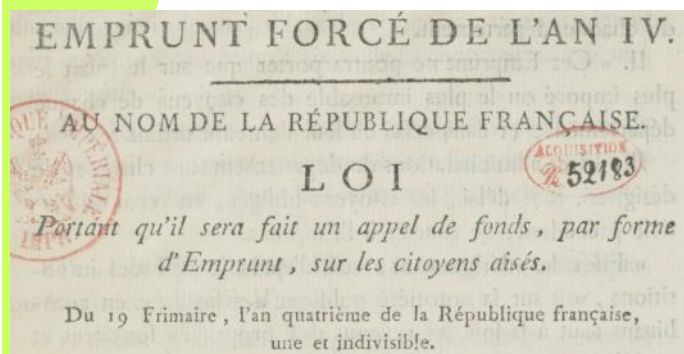 EMPRUNT FORCÉ DE L'AN IV.
AU NOM DE LA RÉPUBLIQUE FRANÇAISE.
LOI
ACQUISITION
52183
Portant qu'il sera fait un appel de fonds, par forme
d'Emprunt, sur les citoyens aisés.
Du 19 Frimaire, l'an quatrième de la République française,
une et indivisible.